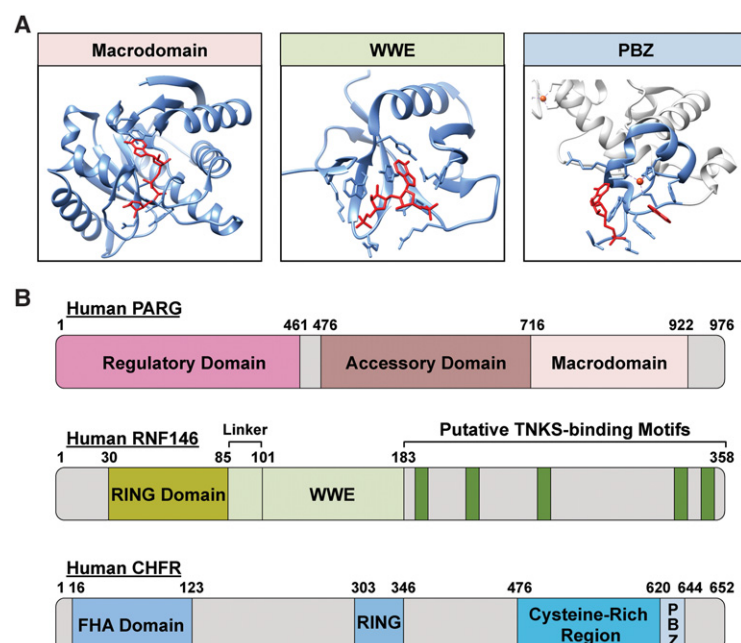 A
Macrodomain WWE PBZ
B
Human PARG
1 461 476 716 922 976
Regulatory Domain Accessory Domain Macrodomain
Human RNF146 Linker Putative TNKS-binding Motifs
1 30 85 101 183 358
RING Domain WWE
Human CHFR
1 16 123 303 346 476 620 644 652
FHA Domain RING Cysteine-Rich Region PBZ